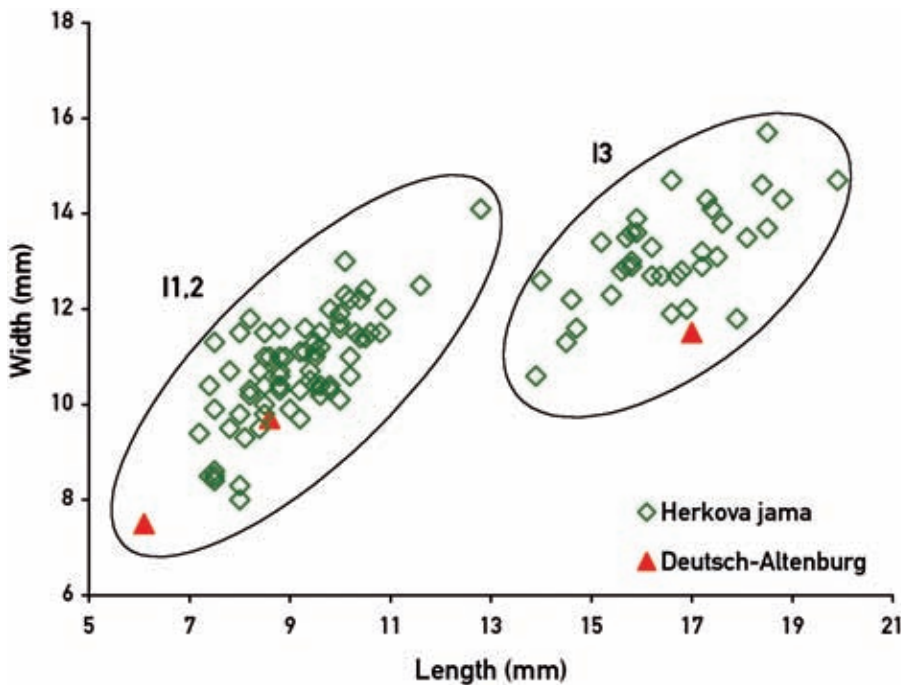 18
16
14
12
10
8
6
Width (mm)
I1,2
I3
Herkova jama
Deutsch-Altenburg
5 7 9 11 13 15 17 19 21
Length (mm)